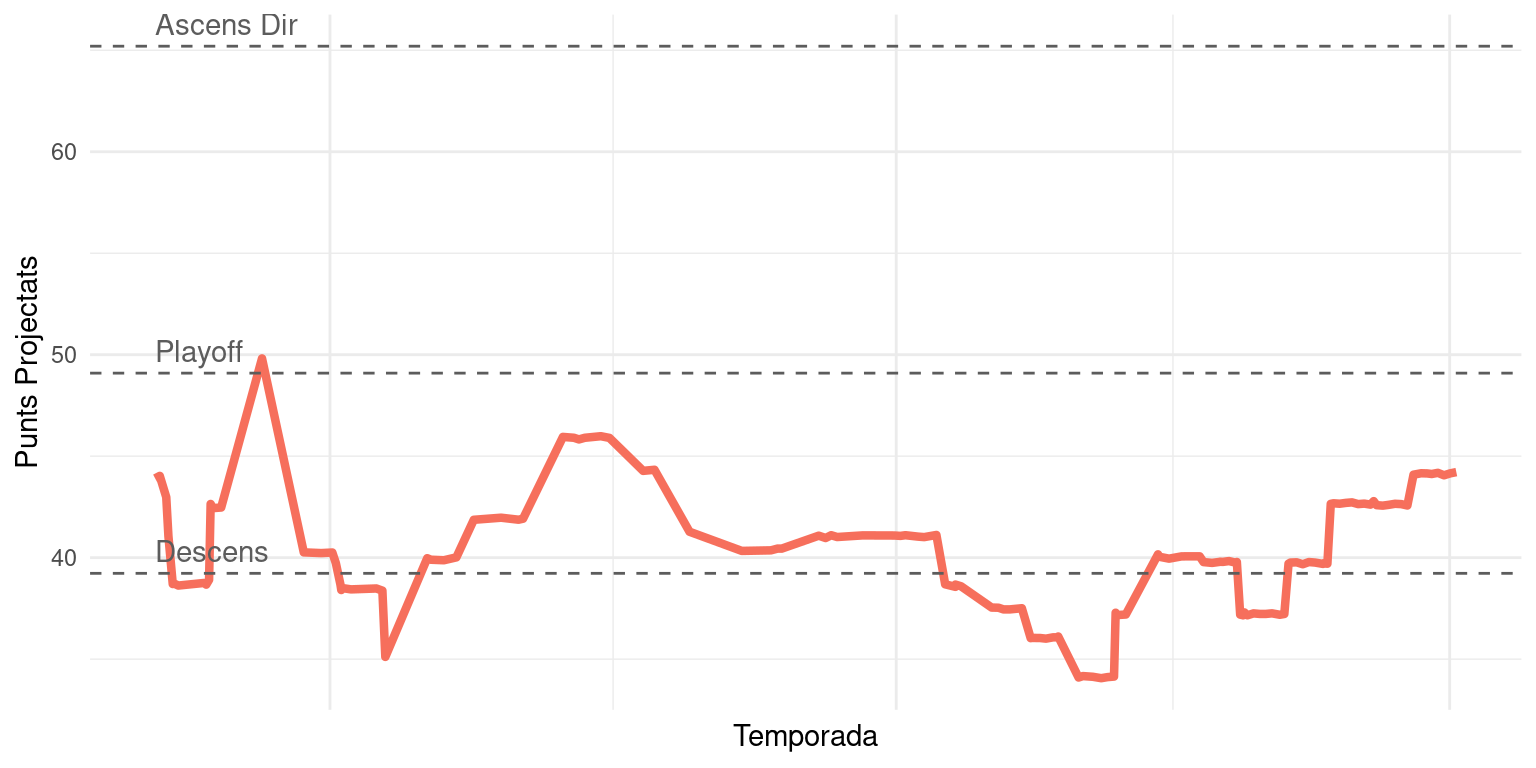 Ascens Dir
60
Punts Projectats
Playoff
50
Descens
40
Temporada